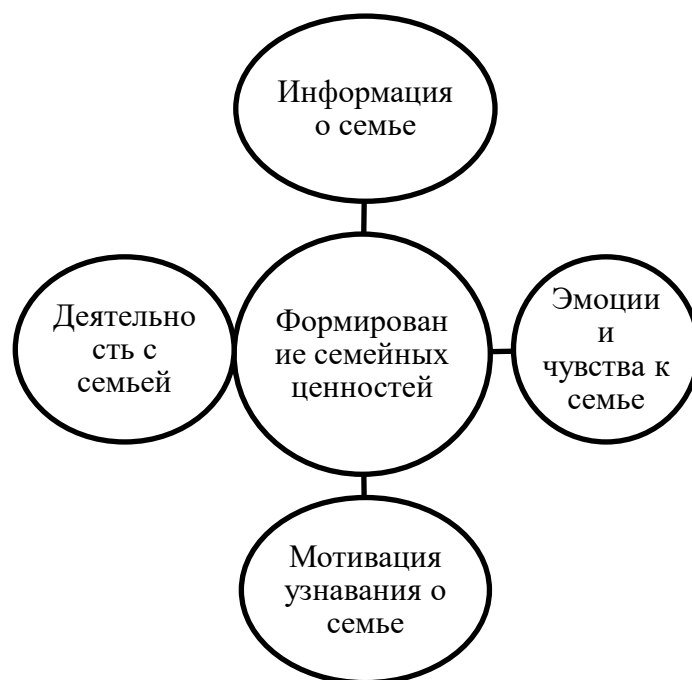 Информация
о семье
Деятельно
сть с
семьей
Формирован
ие семейных
ценностей
Эмоции
и
чувства к
семье
Мотивация
узнавания о
семье